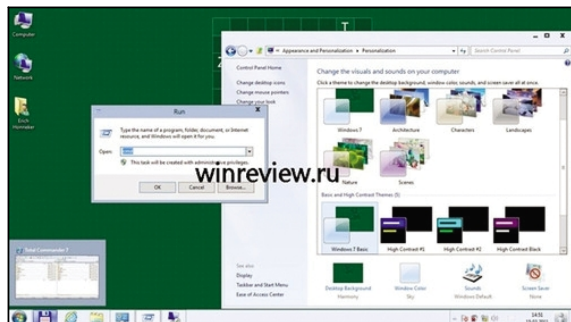 T
Z
Computer
Network
Erich
Honneker
Appearance and Personalization
Personalization
Search Control Panel
Control Panel Home
Change desktop icons
Change mouse pointers
Change the visuals and sounds on your computer
Click a theme to change the desktop background, window color, sounds, and screen saver all at once.
Windows 7
Architecture
Characters
Landscapes
Nature
Scenes
Basic and High Contrast Themes (5)
Windows 7 Basic
High Contrast #1
High Contrast #2
High Contrast Black
Desktop Background
Harmony
Window Color
Sky
Sounds
Windows Default
Screen Saver
None
See also
Display
Taskbar and Start Menu
Ease of Access Center
Run
Type the name of a program, folder, document, or Internet
resource, and Windows will open it for you.
Open:
This task will be created with administrative privileges.
OK
Cancel
Browse...
winreview.ru
Total Commander 7
14:51